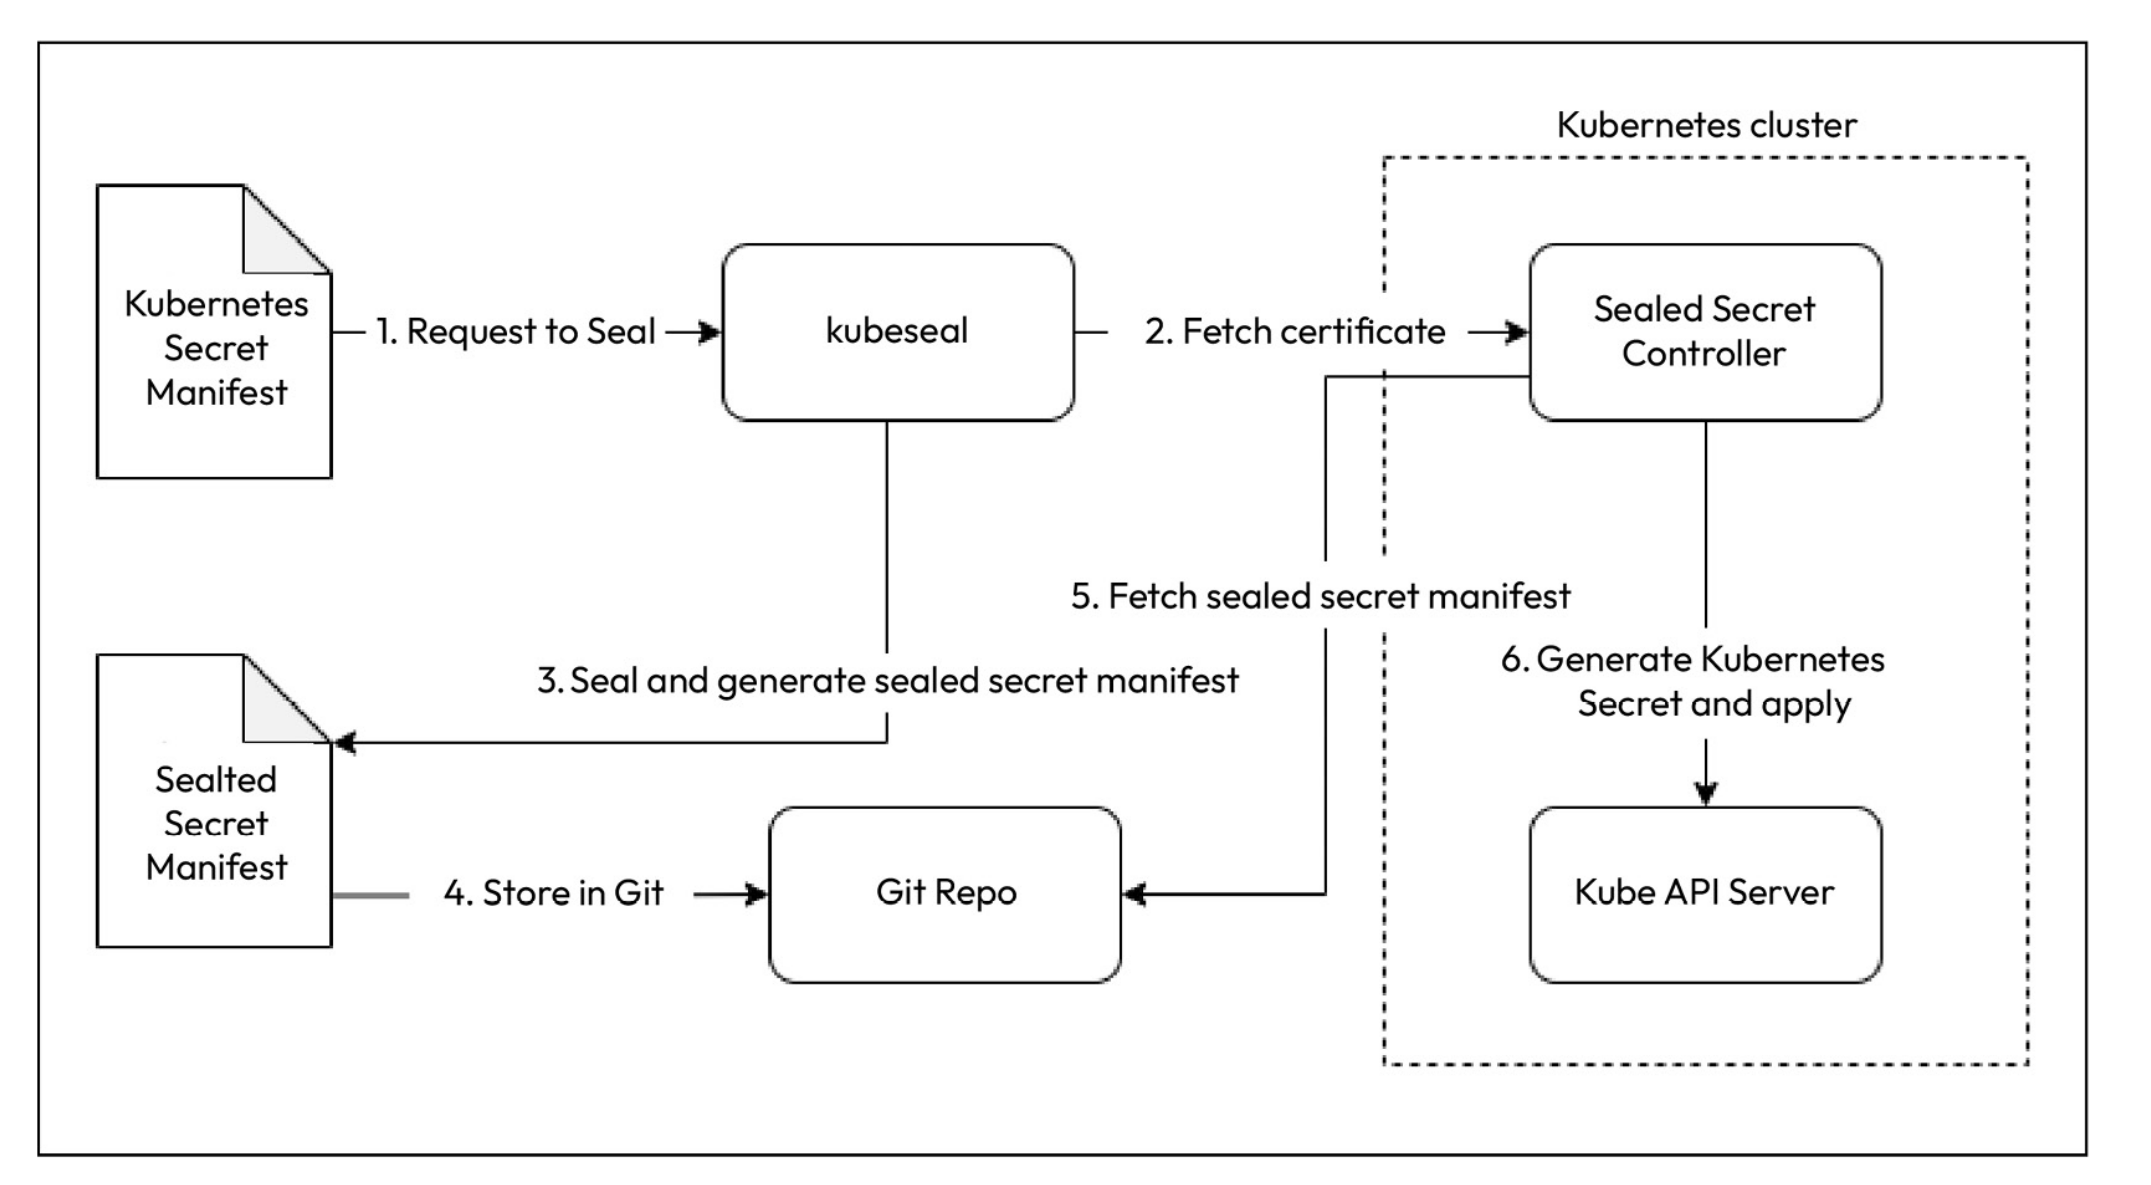 Kubernetes cluster
Kubernetes
Secret
Manifest
1. Request to Seal
kubeseal
2. Fetch certificate
Sealed Secret
Controller
5. Fetch sealed secret manifest
3. Seal and generate sealed secret manifest
6. Generate Kubernetes
Secret and apply
Sealted
Secret
Manifest
4. Store in Git
Git Repo
Kube API Server